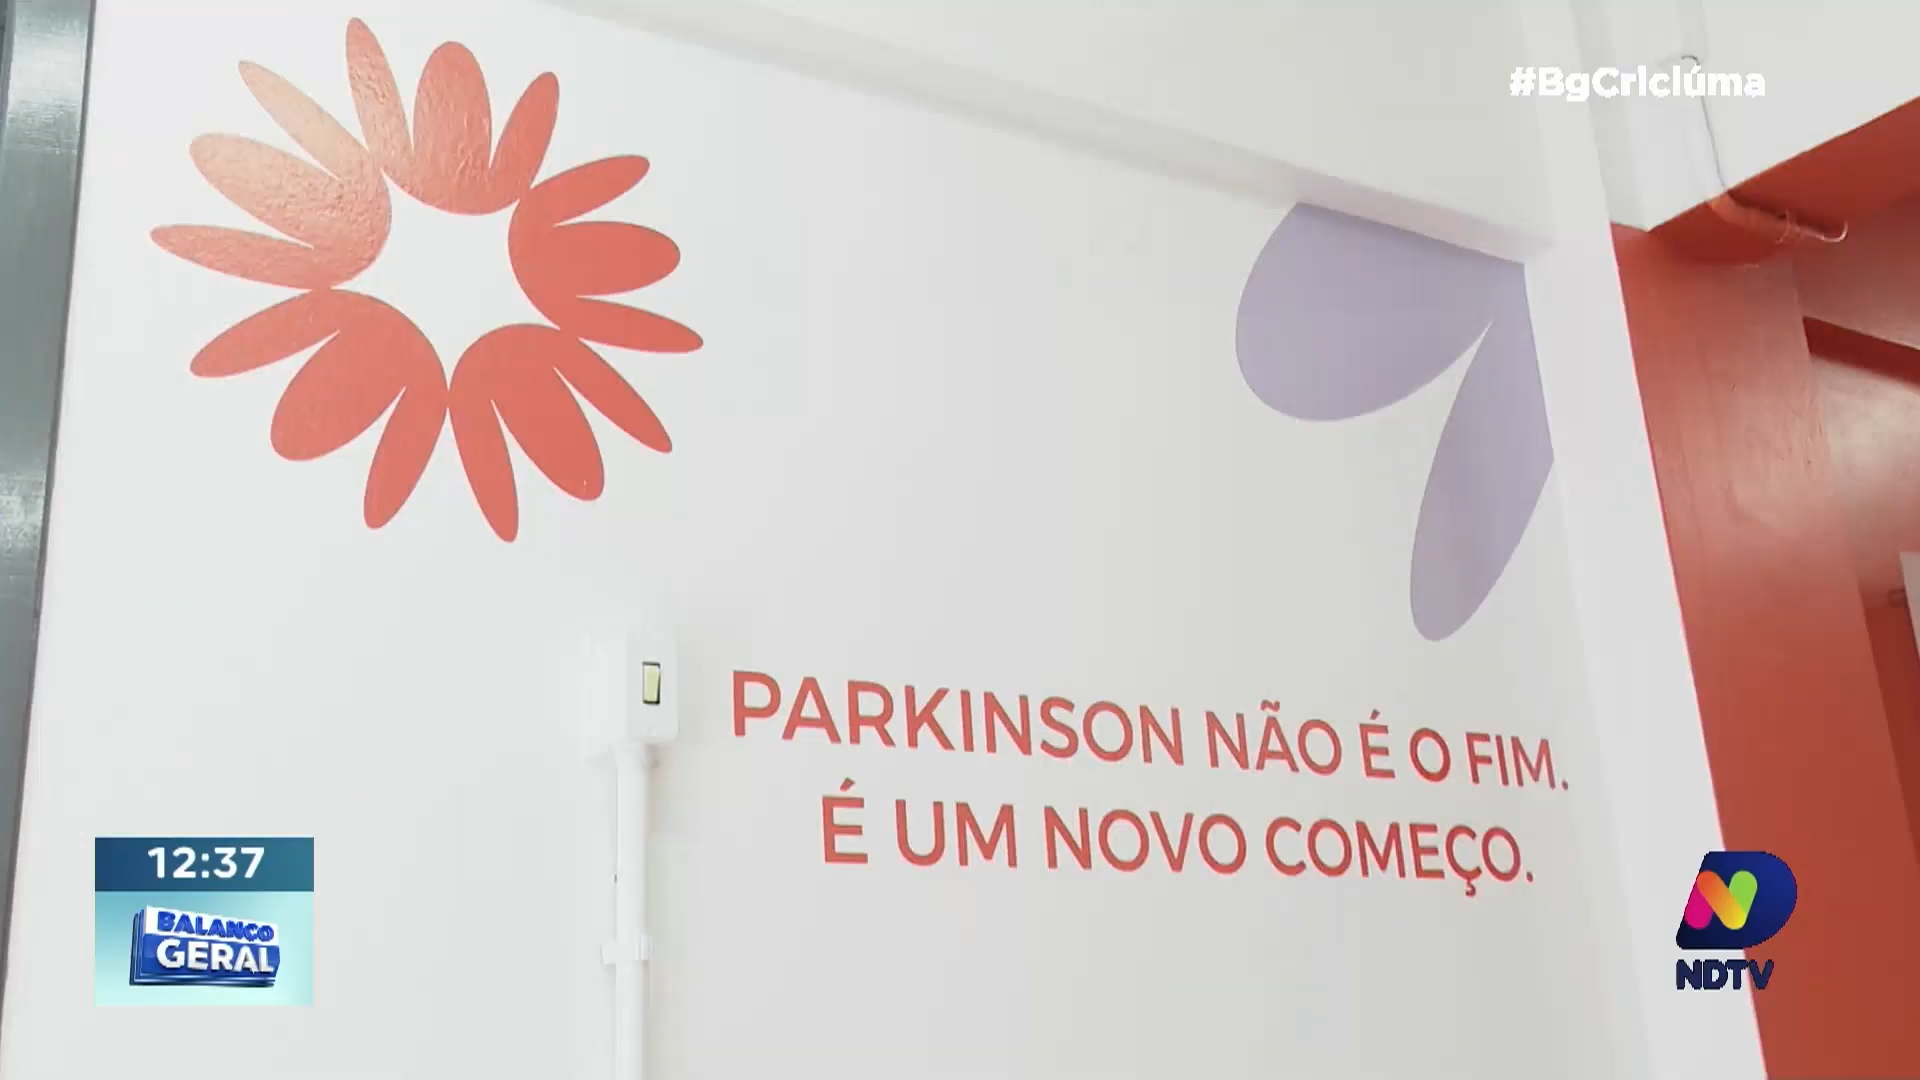 #BgCriciúma
PARKINSON NÃO É O FIM.
É UM NOVO COMEÇO.
12:37
BALANÇO
GERAL
NDTV